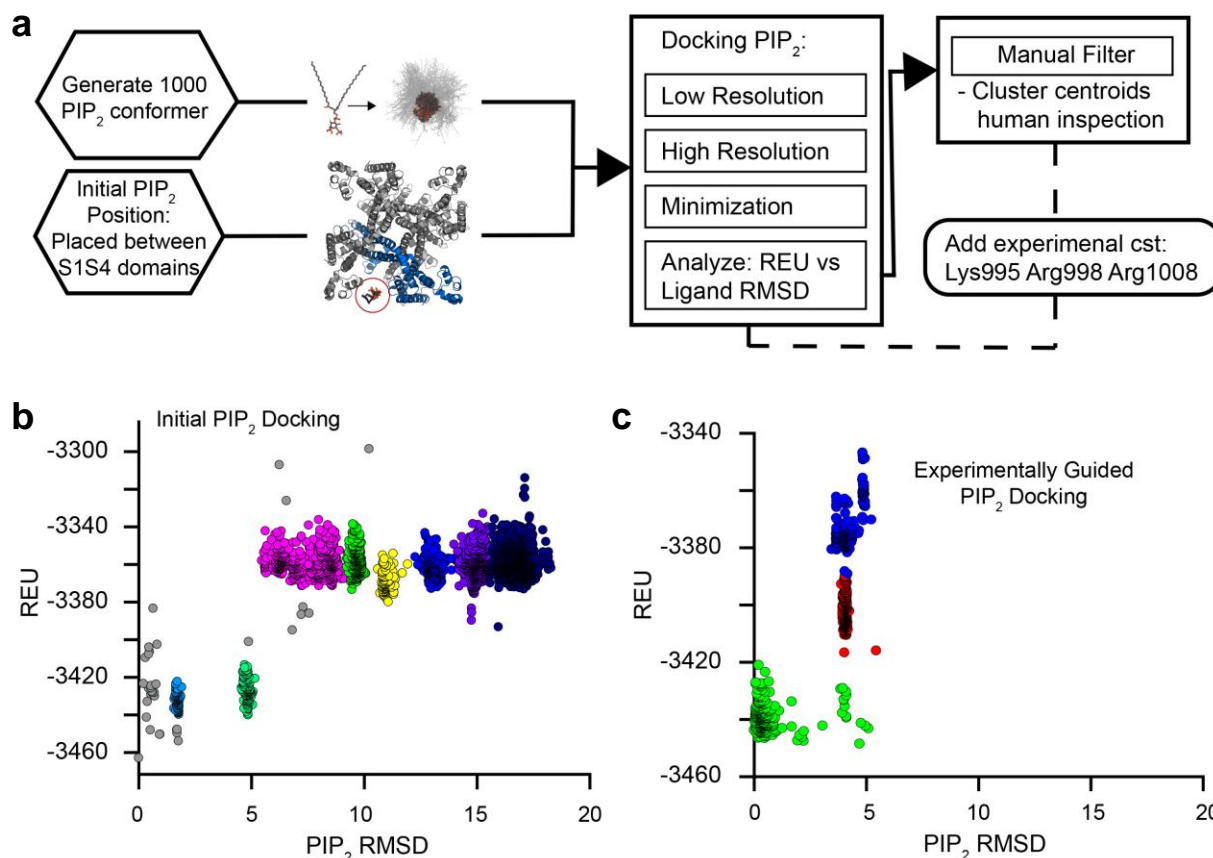 a
Generate 1000
PIP2 conformer
Initial PIP2
Position:
Placed between
S1S4 domains
Docking PIP2:
Low Resolution
High Resolution
Minimization
Analyze: REU vs
Ligand RMSD
Manual Filter
- Cluster centroids
human inspection
Add experimenal cst:
Lys995 Arg998 Arg1008
b
Initial PIP2 Docking
REU
-3300
-3340
-3380
-3420
-3460
0 5 10 15 20
PIP2 RMSD
c
Experimentally Guided
PIP2 Docking
REU
-3340
-3380
-3420
-3460
0 5 10 15 20
PIP2 RMSD